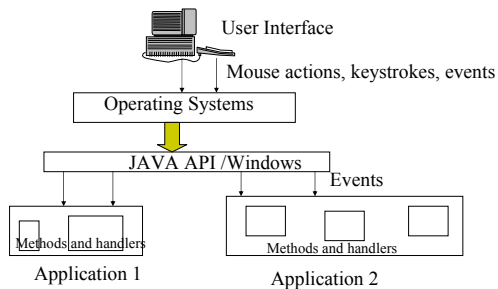 User Interface
Mouse actions, keystrokes, events
Operating Systems
JAVA API /Windows
Events
Methods and handlers
Methods and handlers
Application 1
Application 2